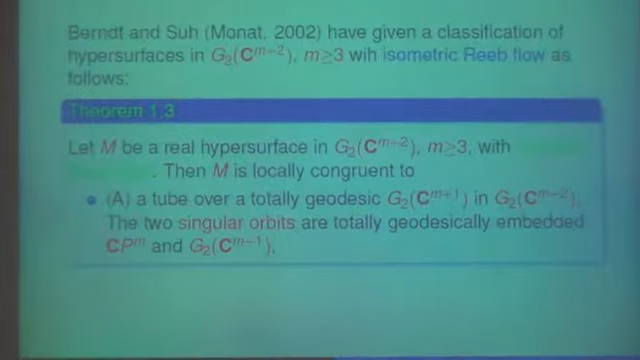 Berndt and Suh (Monat. 2002) have given a classification of
hypersurfaces in G₂(Cᵐ⁺²), m≥3 wih isometric Reeb flow as
follows:
Theorem 1.3
Let M be a real hypersurface in G₂(Cᵐ⁺²), m≥3, with
. Then M is locally congruent to
(A) a tube over a totally geodesic G₂(Cᵐ⁺¹) in G₂(Cᵐ⁺²),
The two singular orbits are totally geodesically embedded
CPᵐ and G₂(Cᵐ⁺¹),